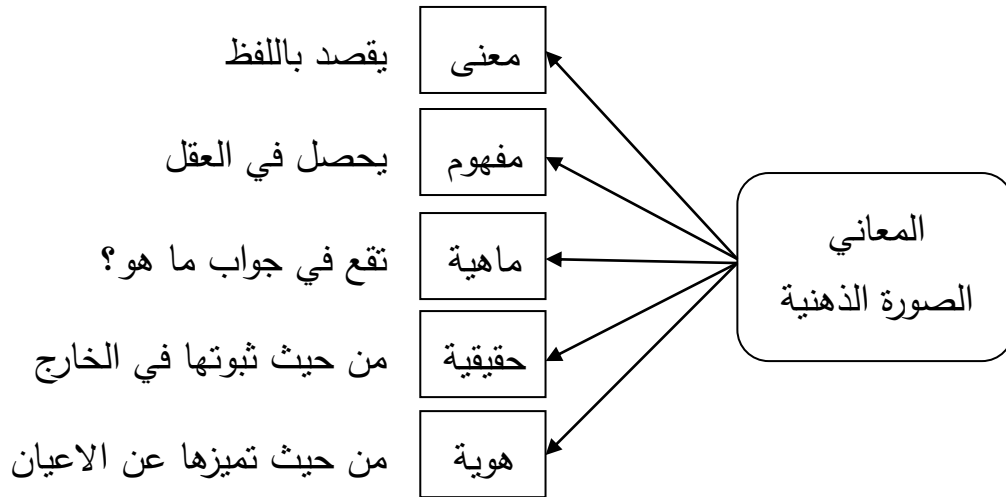 المعاني
الصورة الذهنية
معنى
يقصد باللفظ
مفهوم
يحصل في العقل
ماهية
تقع في جواب ما هو؟
حقيقية
من حيث ثبوتها في الخارج
هوية
من حيث تميزها عن الاعيان